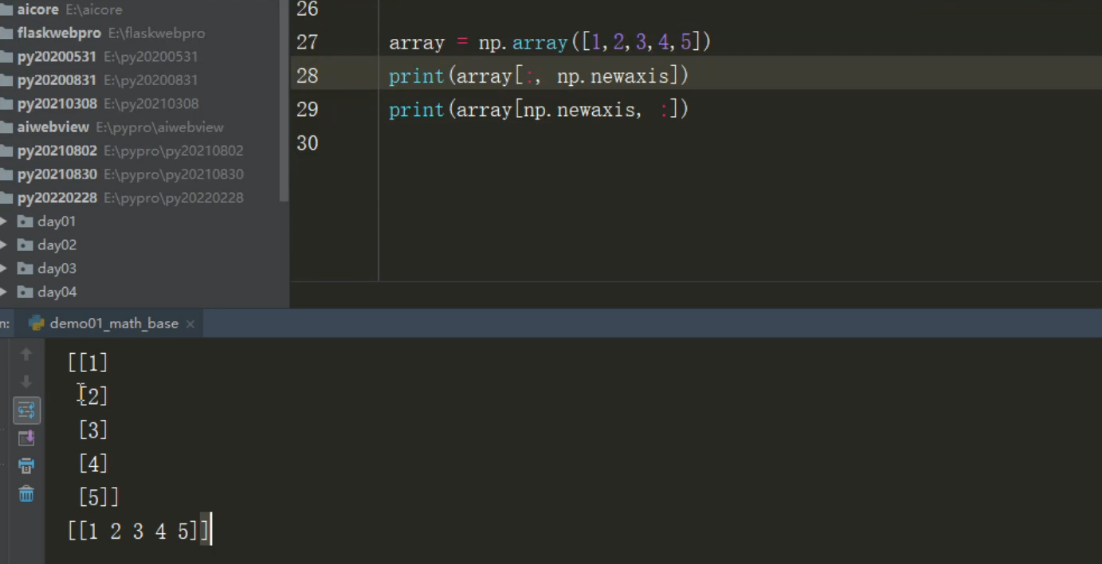 aicore E:\aicore
flaskwebpro E:\flaskwebpro
py20200531 E:\py20200531
py20200831 E:\py20200831
py20210308 E:\py20210308
aiwebview E:\pypro\aiwebview
py20210802 E:\pypro\py20210802
py20210830 E:\pypro\py20210830
py20220228 E:\pypro\py20220228
day01
day02
day03
day04
26
27 array = np.array([1,2,3,4,5])
28 print(array[:, np.newaxis])
29 print(array[np.newaxis, :])
30
n: demo01_math_base ×
[[1]
[2]
[3]
[4]
[5]]
[[1 2 3 4 5]]